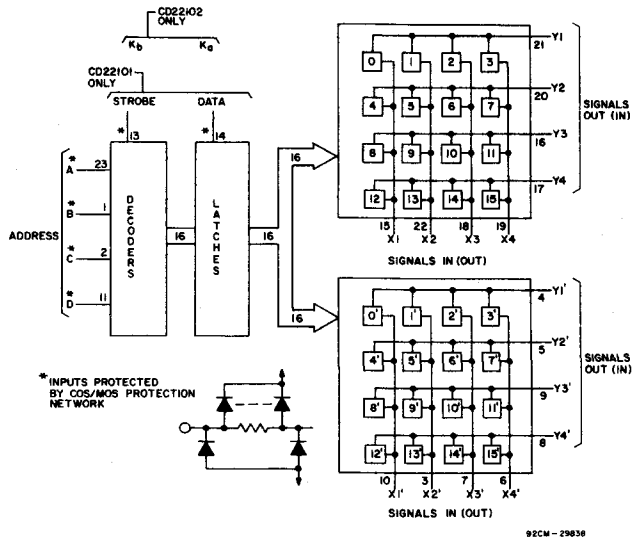 CD22102
ONLY
Kb Ka
CD22101
ONLY
STROBE DATA
* 13 * 14
ADDRESS
* A 23
* B 1
* C 2
* D 11
DECODERS
16
LATCHES
16
16
16
0 1 2 3
4 5 6 7
8 9 10 11
12 13 14 15
21 Y1
20 Y2
16 Y3
17 Y4
SIGNALS
OUT (IN)
15 22 18 19
X1 X2 X3 X4
SIGNALS IN (OUT)
0' 1' 2' 3'
4' 5' 6' 7'
8' 9' 10' 11'
12' 13' 14' 15'
4 Y1'
5 Y2'
9 Y3'
8 Y4'
SIGNALS
OUT (IN)
10 3 7 6
X1' X2' X3' X4'
SIGNALS IN (OUT)
* INPUTS PROTECTED
BY COS/MOS PROTECTION
NETWORK
92CM-29838